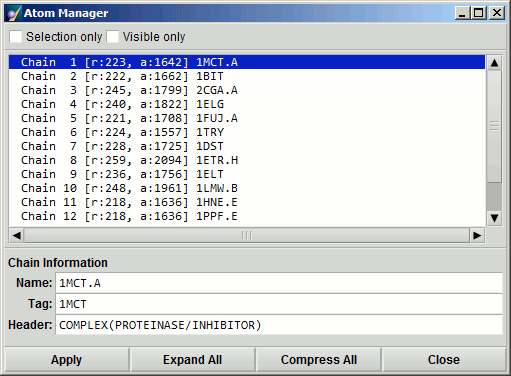 Atom Manager
Selection only Visible only
Chain 1 [r:223, a:1642] 1MCT.A
Chain 2 [r:222, a:1662] 1BIT
Chain 3 [r:245, a:1799] 2CGA.A
Chain 4 [r:240, a:1822] 1ELG
Chain 5 [r:221, a:1708] 1FUJ.A
Chain 6 [r:224, a:1557] 1TRY
Chain 7 [r:228, a:1725] 1DST
Chain 8 [r:259, a:2094] 1ETR.H
Chain 9 [r:236, a:1756] 1ELT
Chain 10 [r:248, a:1961] 1LMW.B
Chain 11 [r:218, a:1636] 1HNE.E
Chain 12 [r:218, a:1636] 1PPF.E
Chain Information
Name: 1MCT.A
Tag: 1MCT
Header: COMPLEX(PROTEINASE/INHIBITOR)
Apply Expand All Compress All Close